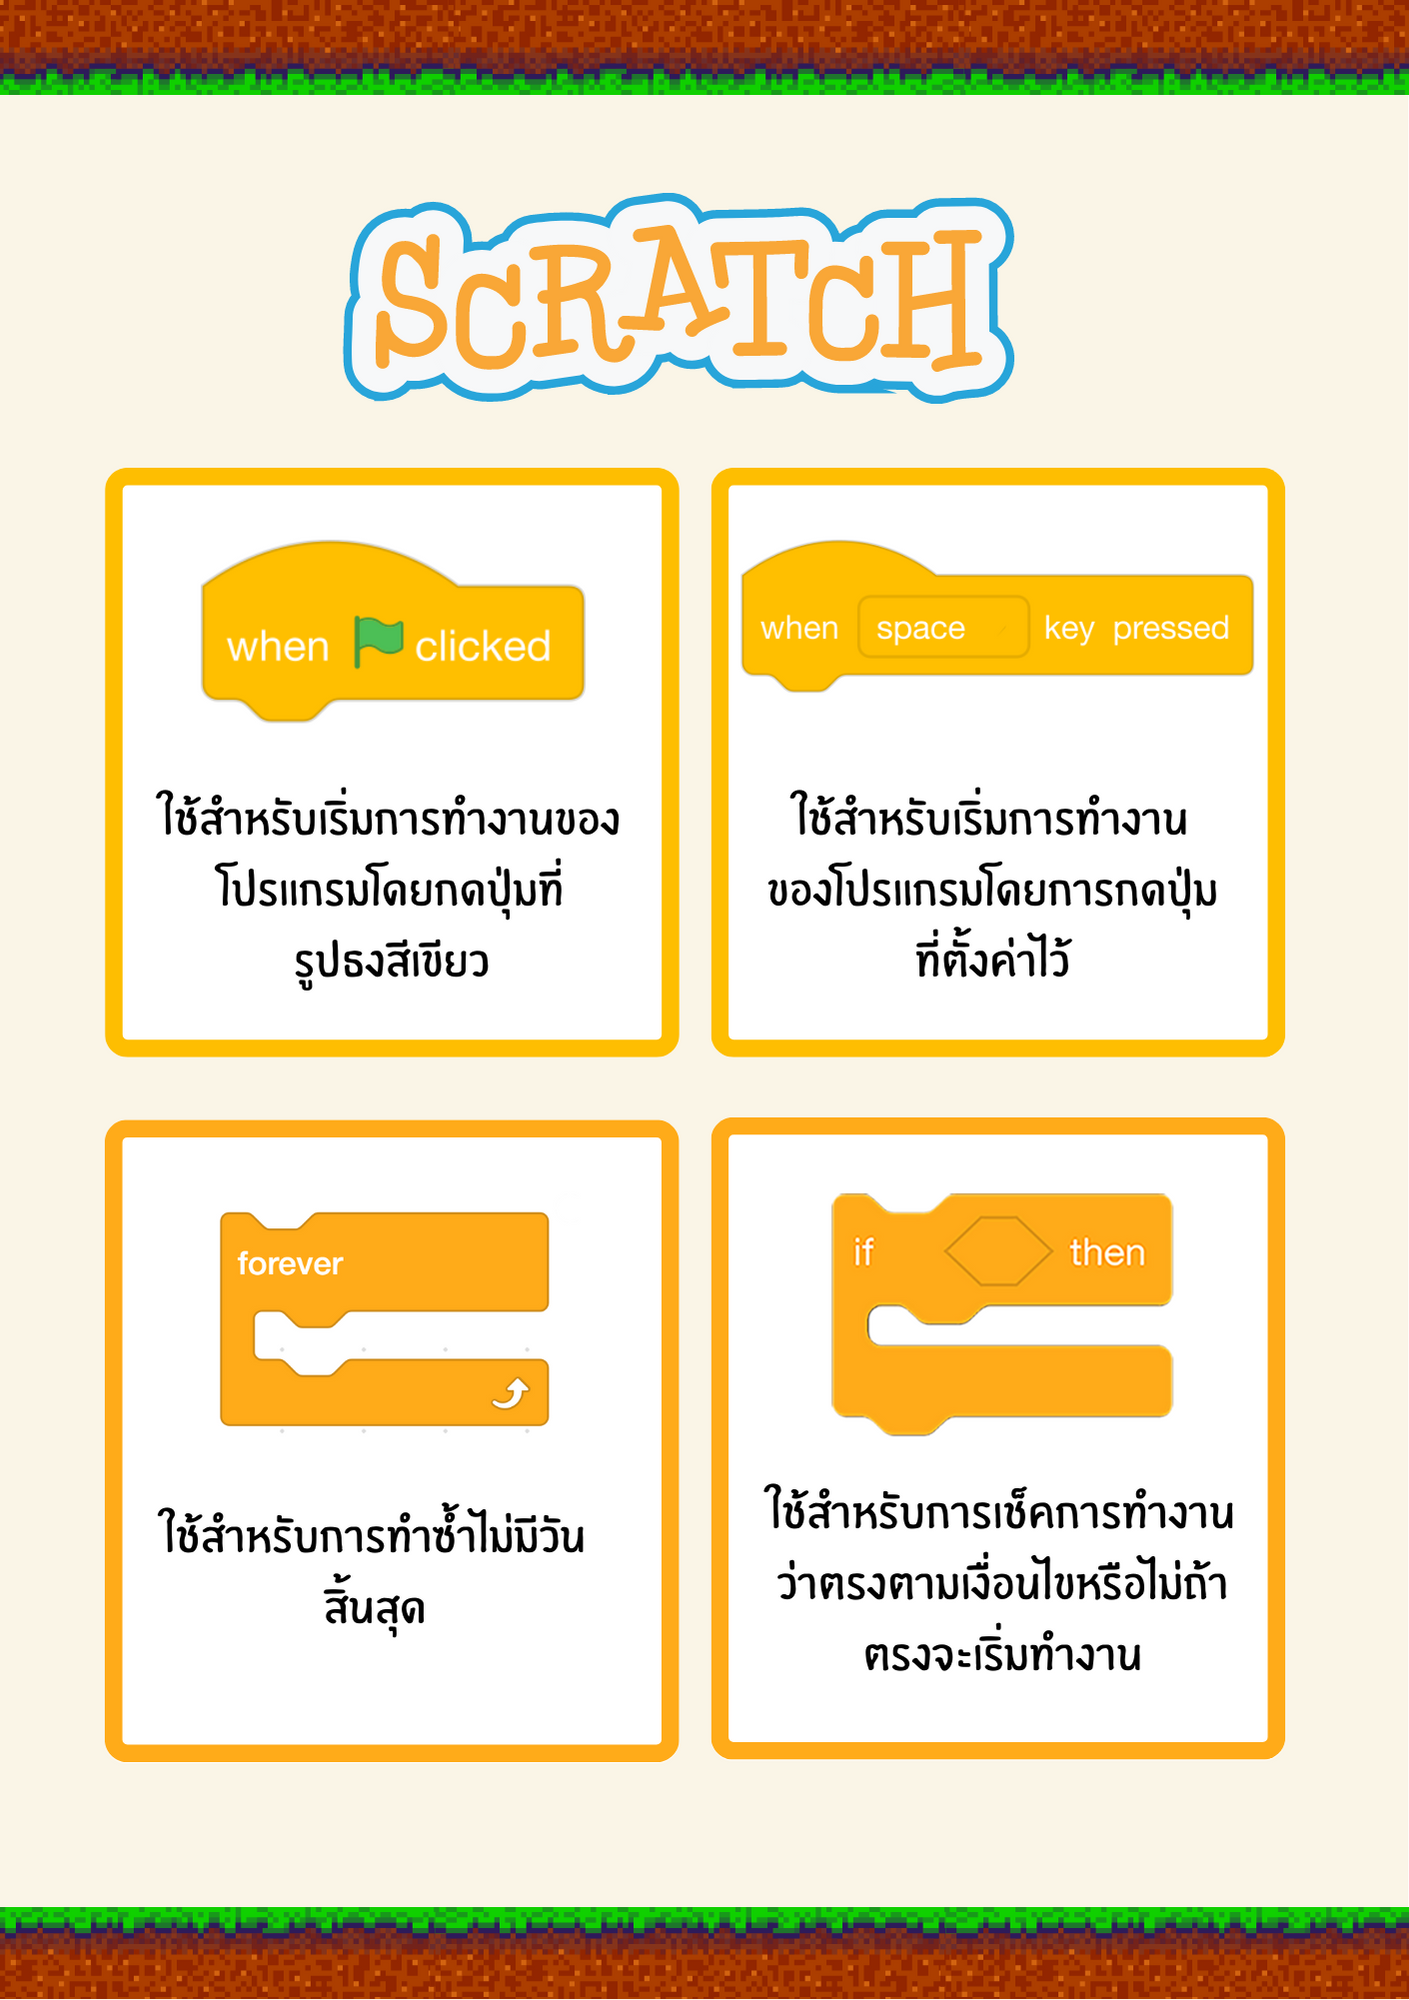 SCRATCH
when clicked
ใช้สำหรับเริ่มการทำงานของ
โปรแกรมโดยกดปุ่มที่
รูปธงสีเขียว
when space key pressed
ใช้สำหรับเริ่มการทำงาน
ของโปรแกรมโดยการกดปุ่ม
ที่ตั้งค่าไว้
forever
ใช้สำหรับการทำซ้ำไม่มีวัน
สิ้นสุด
if then
ใช้สำหรับการเช็คการทำงาน
ว่าตรงตามเงื่อนไขหรือไม่ถ้า
ตรงจะเริ่มทำงาน